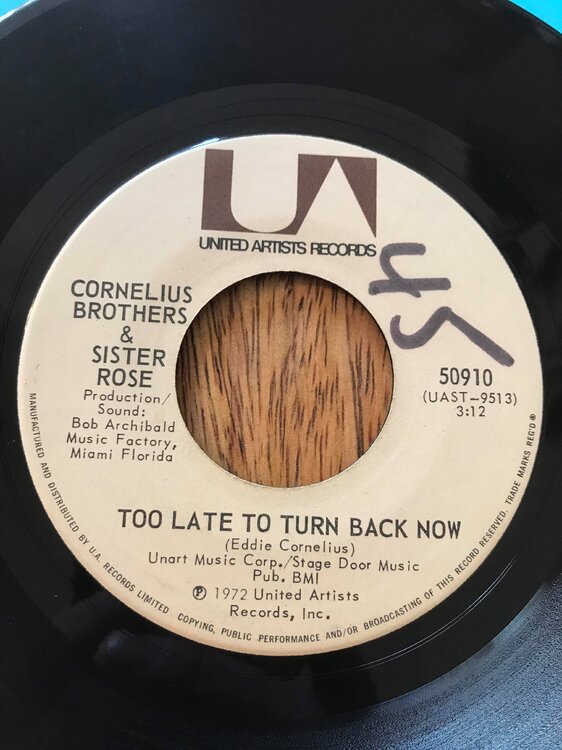 UA
UNITED ARTISTS RECORDS
45
CORNELIUS
BROTHERS
&
SISTER
ROSE
Production/
Sound:
Bob Archibald
Music Factory,
Miami Florida
50910
(UAST-9513)
3:12
TOO LATE TO TURN BACK NOW
(Eddie Cornelius)
Unart Music Corp./Stage Door Music
Pub. BMI
℗ 1972 United Artists
Records, Inc.
MANUFACTURED AND DISTRIBUTED BY U.A. RECORDS LIMITED COPYING, PUBLIC PERFORMANCE AND/OR BROADCASTING OF THIS RECORD RESERVED. TRADE MARKS REG'D®